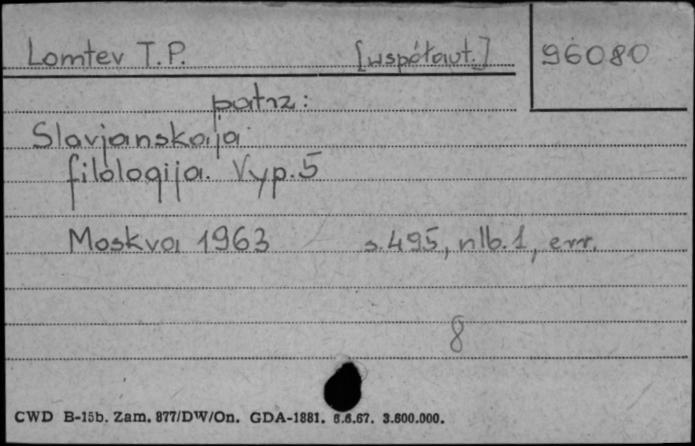 Lomtev T.P. [współaut.] 96080
patrz:
Slavjanskaja
filologija. Vyp. 5
Moskva 1963 s. 495, nlb. 1, err.
8
CWD B-15b. Zam. 877/DW/On. GDA-1881. 6.6.67. 3.600.000.